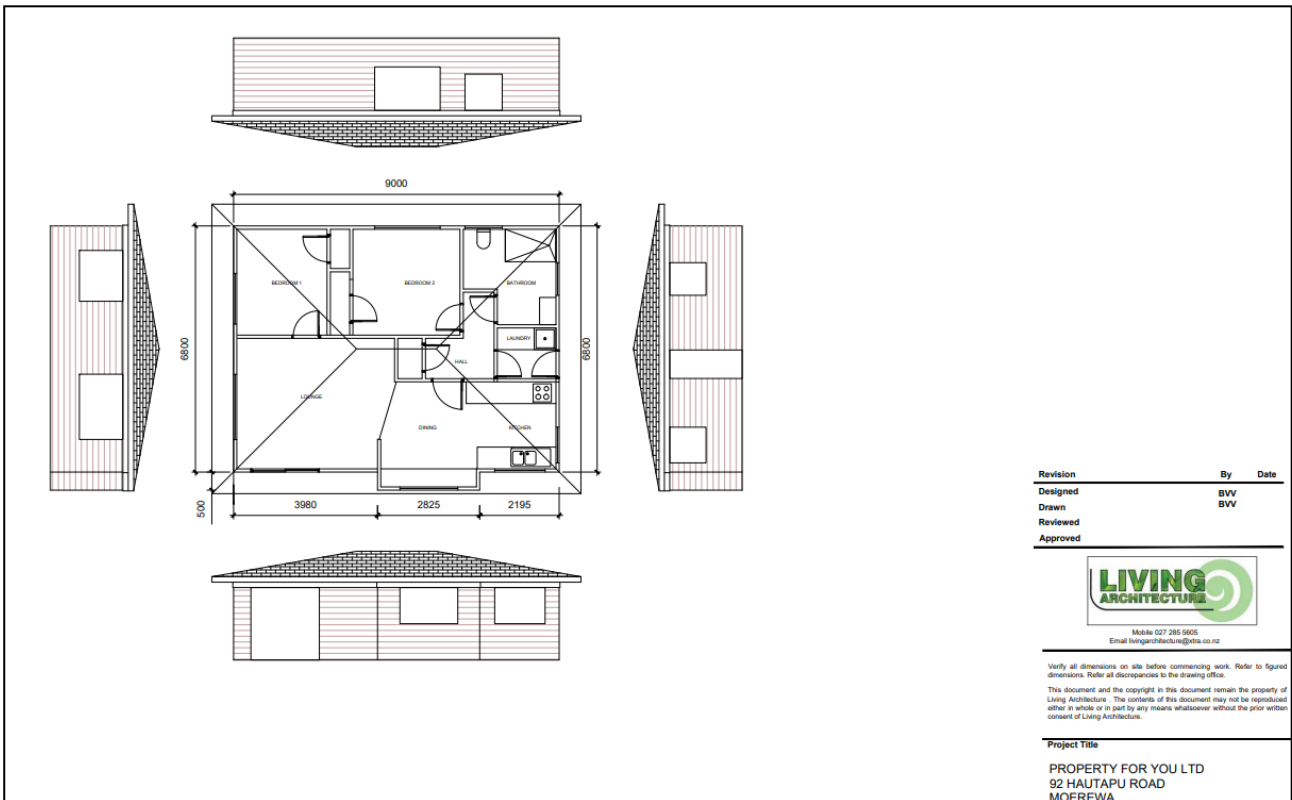 9000
BEDROOM 1
BEDROOM 2
BATHROOM
LAUNDRY
HALL
LOUNGE
DINING
KITCHEN
6800
6800
500
3980
2825
2195
Revision By Date
Designed BVV
Drawn BVV
Reviewed
Approved
LIVING
ARCHITECTURE
Mobile 027 285 5605
Email livingarchitecture@xtra.co.nz
Verify all dimensions on site before commencing work. Refer to figured
dimensions. Refer all discrepancies to the drawing office.
This document and the copyright in this document remain the property of
Living Architecture . The contents of this document may not be reproduced
either in whole or in part by any means whatsoever without the prior written
consent of Living Architecture.
Project Title
PROPERTY FOR YOU LTD
92 HAUTAPU ROAD
MOEREWA